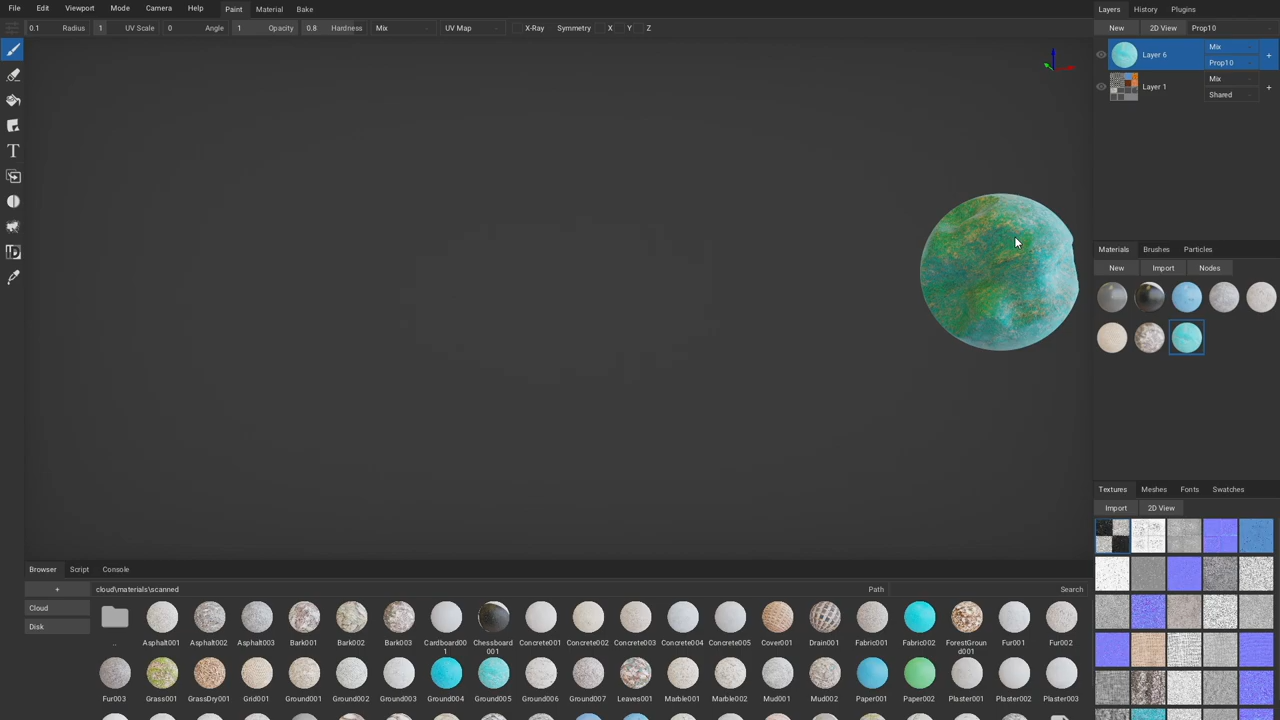 File Edit Viewport Mode Camera Help Paint Material Bake Layers History Plugins
0.1 Radius 1 UV Scale 0 Angle 1 Opacity 0.8 Hardness Mix UV Map X-Ray Symmetry X Y Z New 2D View Prop10
Layer 6 Mix Prop10 +
Layer 1 Mix Shared +
T
Materials Brushes Particles
New Import Nodes
Textures Meshes Fonts Swatches
Import 2D View
Browser Script Console
+ cloud\materials\scanned Path Search
Cloud
Disk
.. Asphalt001 Asphalt002 Asphalt003 Bark001 Bark002 Bark003 Cardboard001 Chessboard001 Concrete001 Concrete002 Concrete003 Concrete004 Concrete005 Cover001 Drain001 Fabric001 Fabric002 ForestGround001 Fur001 Fur002
Fur003 Grass001 GrassDry001 Grid001 Ground001 Ground002 Ground003 Ground004 Ground005 Ground006 Ground007 Leaves001 Marble001 Marble002 Mud001 Mud002 Paper001 Paper002 Plaster001 Plaster002 Plaster003